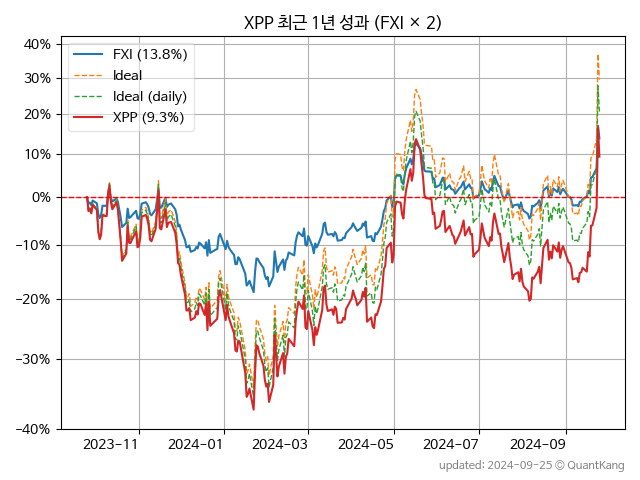 XPP 최근 1년 성과 (FXI × 2)
40%
30%
20%
10%
0%
−10%
−20%
−30%
−40%
FXI (13.8%)
Ideal
Ideal (daily)
XPP (9.3%)
2023−11
2024−01
2024−03
2024−05
2024−07
2024−09
updated: 2024-09-25 © QuantKang